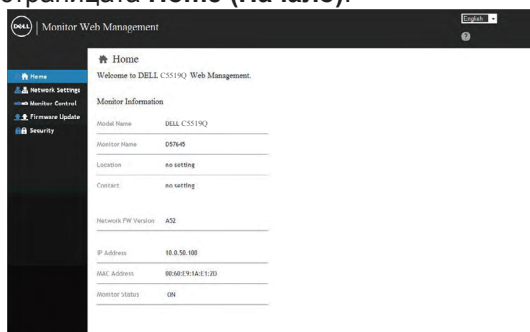 страницата Home (Начало).
DELL | Monitor Web Management
English
?
Home
Network Settings
Monitor Control
Firmware Update
Security
Home
Welcome to DELL C5519Q Web Management.
Monitor Information
Model Name DELL C5519Q
Monitor Name D57645
Location no setting
Contact no setting
Network FW Version A52
IP Address 10.0.50.100
MAC Address 00:60:E9:1A:E1:2D
Monitor Status ON